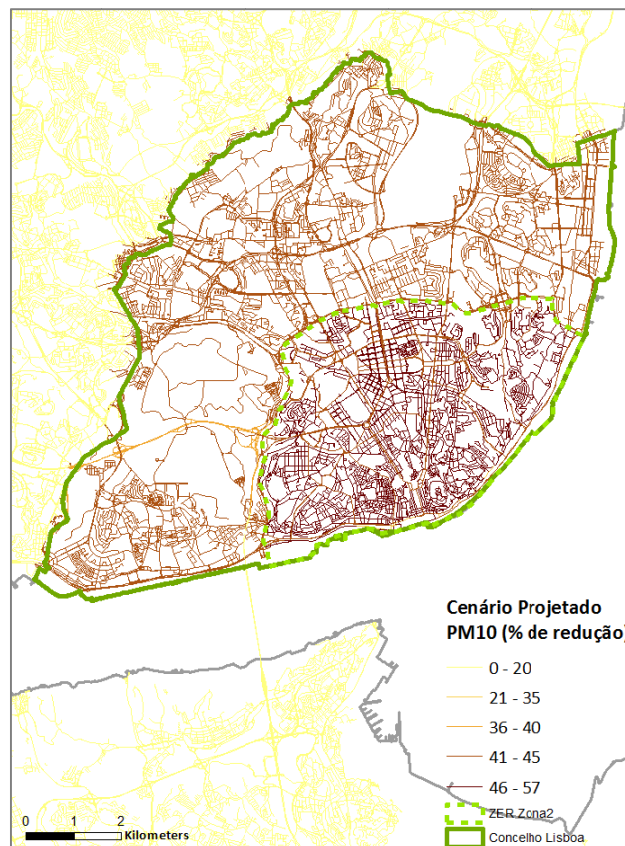 Cenário Projetado
PM10 (% de redução)
0 - 20
21 - 35
36 - 40
41 - 45
46 - 57
ZER Zona2
Concelho Lisboa
0 1 2
Kilometers